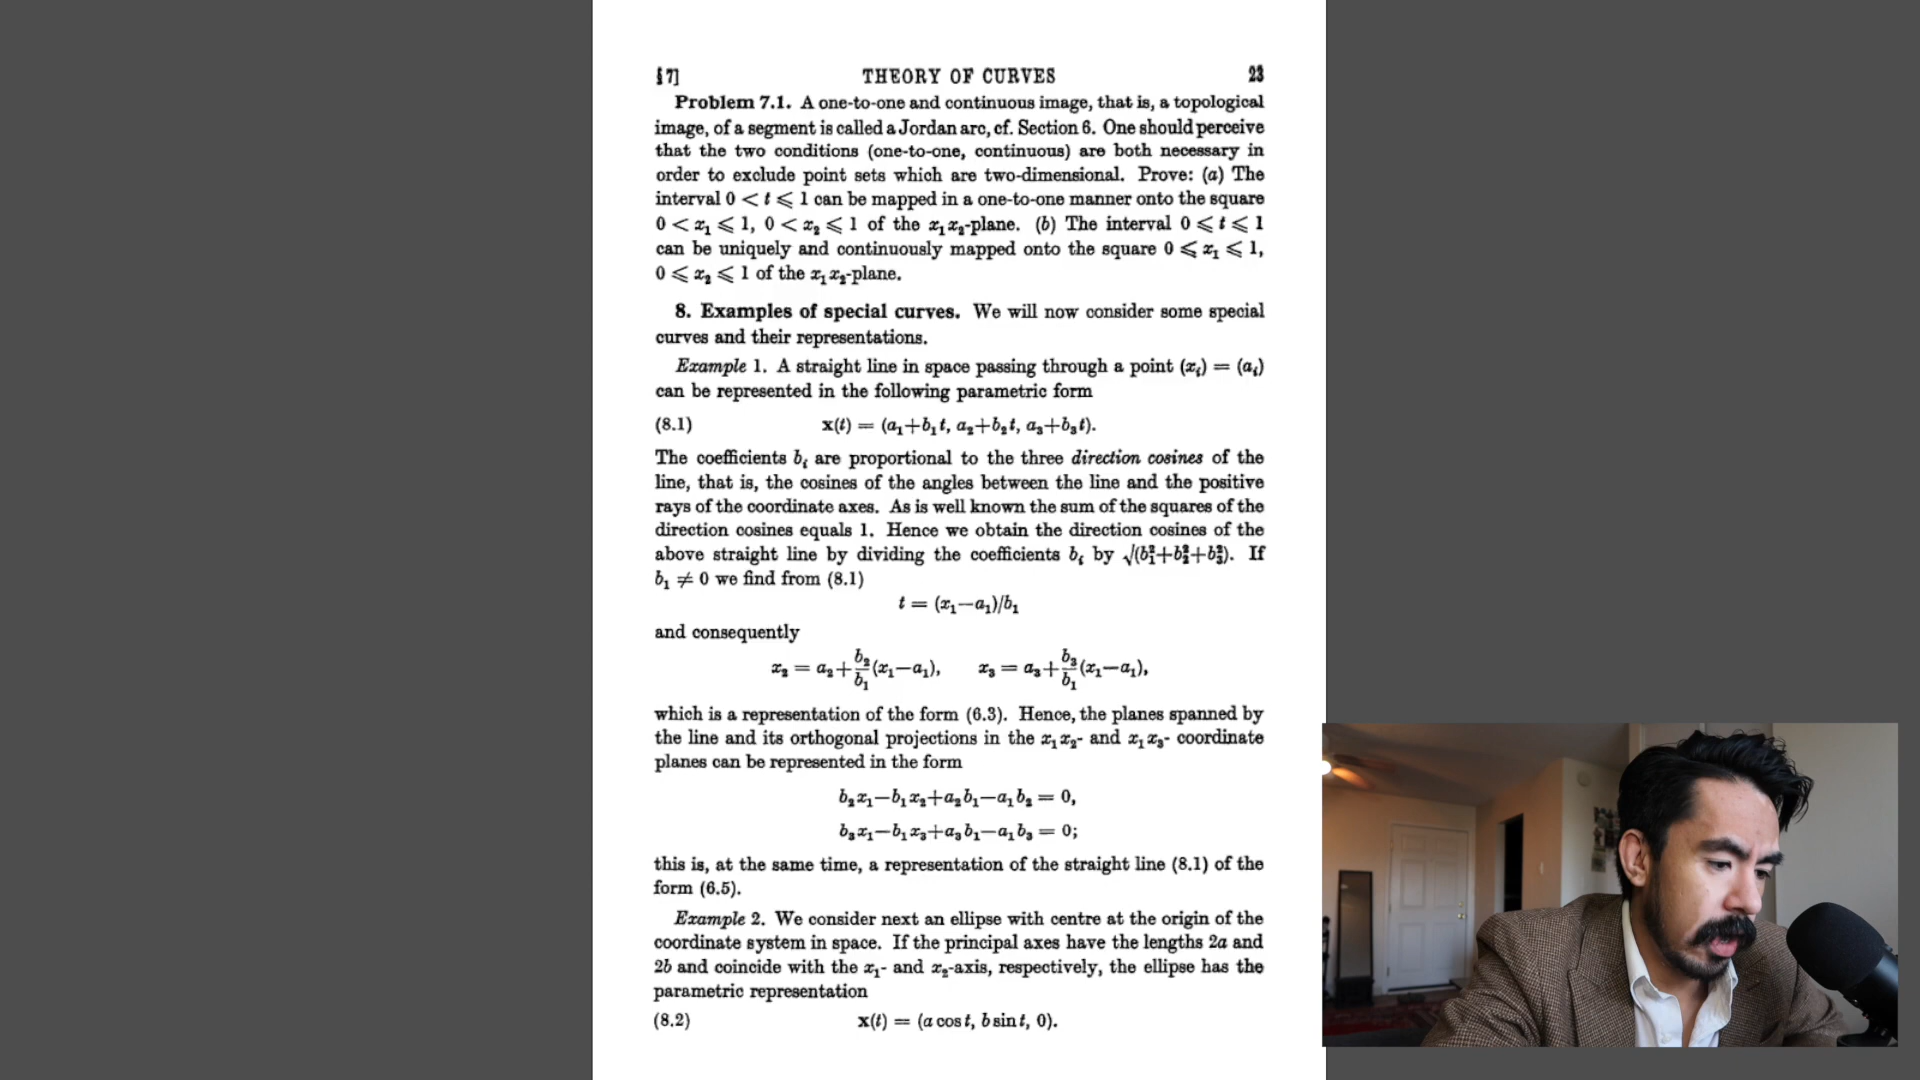 § 7] THEORY OF CURVES 23
Problem 7.1. A one-to-one and continuous image, that is, a topological
image, of a segment is called a Jordan arc, cf. Section 6. One should perceive
that the two conditions (one-to-one, continuous) are both necessary in
order to exclude point sets which are two-dimensional. Prove: (a) The
interval 0 < t ⩽ 1 can be mapped in a one-to-one manner onto the square
0 < x₁ ⩽ 1, 0 < x₂ ⩽ 1 of the x₁x₂-plane. (b) The interval 0 ⩽ t ⩽ 1
can be uniquely and continuously mapped onto the square 0 ⩽ x₁ ⩽ 1,
0 ⩽ x₂ ⩽ 1 of the x₁x₂-plane.
8. Examples of special curves. We will now consider some special
curves and their representations.
Example 1. A straight line in space passing through a point (xᵢ) = (aᵢ)
can be represented in the following parametric form
(8.1) x(t) = (a₁+b₁t, a₂+b₂t, a₃+b₃t).
The coefficients bᵢ are proportional to the three direction cosines of the
line, that is, the cosines of the angles between the line and the positive
rays of the coordinate axes. As is well known the sum of the squares of the
direction cosines equals 1. Hence we obtain the direction cosines of the
above straight line by dividing the coefficients bᵢ by √(b₁²+b₂²+b₃²). If
b₁ ≠ 0 we find from (8.1)
t = (x₁−a₁)/b₁
and consequently
x₂ = a₂+b₂/b₁(x₁−a₁), x₃ = a₃+b₃/b₁(x₁−a₁),
which is a representation of the form (6.3). Hence, the planes spanned by
the line and its orthogonal projections in the x₁x₂- and x₁x₃- coordinate
planes can be represented in the form
b₂x₁−b₁x₂+a₂b₁−a₁b₂ = 0,
b₃x₁−b₁x₃+a₃b₁−a₁b₃ = 0;
this is, at the same time, a representation of the straight line (8.1) of the
form (6.5).
Example 2. We consider next an ellipse with centre at the origin of the
coordinate system in space. If the principal axes have the lengths 2a and
2b and coincide with the x₁- and x₂-axis, respectively, the ellipse has the
parametric representation
(8.2) x(t) = (a cos t, b sin t, 0).